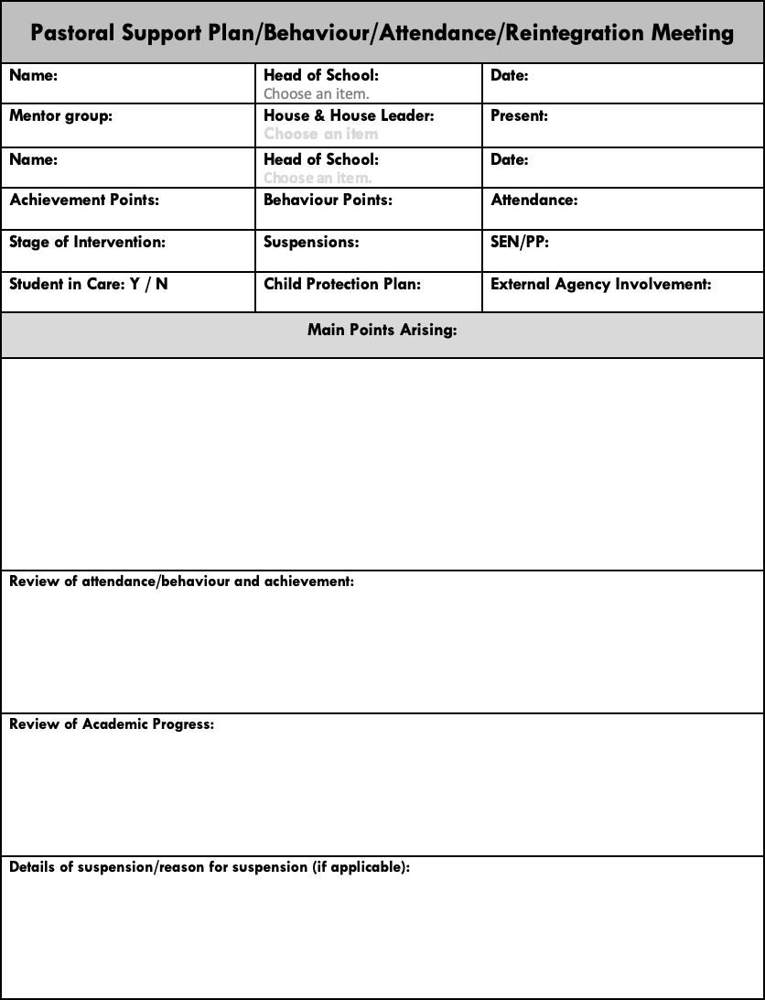 Pastoral Support Plan/Behaviour/Attendance/Reintegration Meeting
Name:
Head of School:
Choose an item.
Date:
Mentor group:
House & House Leader:
Choose an item
Present:
Name:
Head of School:
Choose an item.
Date:
Achievement Points:
Behaviour Points:
Attendance:
Stage of Intervention:
Suspensions:
SEN/PP:
Student in Care: Y / N
Child Protection Plan:
External Agency Involvement:
Main Points Arising:
Review of attendance/behaviour and achievement:
Review of Academic Progress:
Details of suspension/reason for suspension (if applicable):